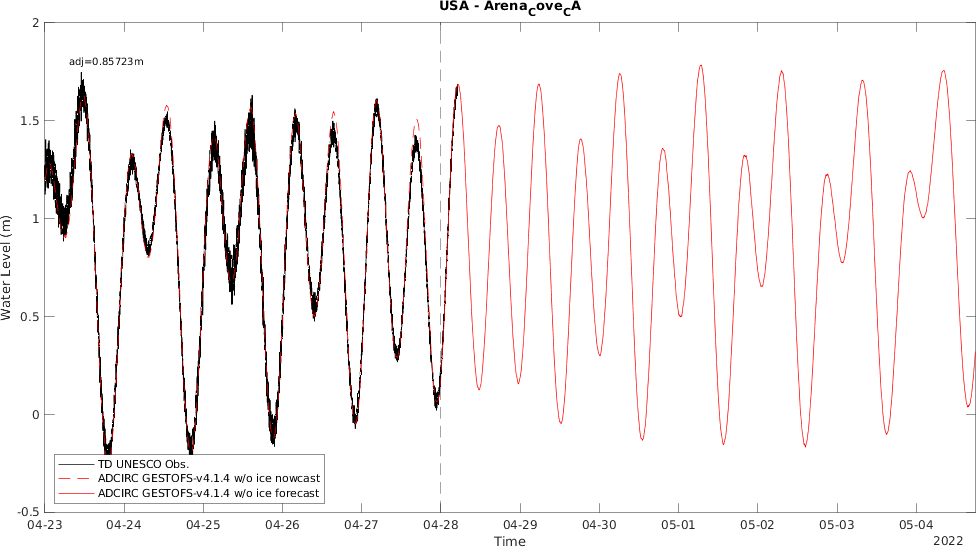 USA - ArenaCoveCA
adj=0.85723m
2
1.5
1
0.5
0
-0.5
Water Level (m)
TD UNESCO Obs.
ADCIRC GESTOFS-v4.1.4 w/o ice nowcast
ADCIRC GESTOFS-v4.1.4 w/o ice forecast
04-23 04-24 04-25 04-26 04-27 04-28 04-29 04-30 05-01 05-02 05-03 05-04
Time
2022